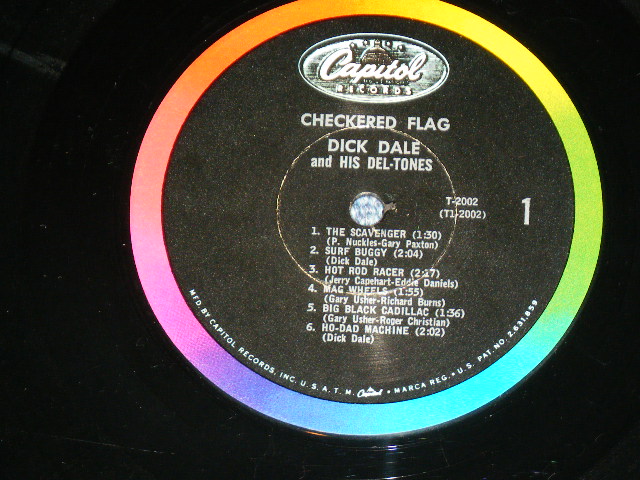 Capitol
RECORDS
CHECKERED FLAG
DICK DALE
and HIS DEL-TONES
T-2002
(T1-2002)
1
1. THE SCAVENGER (1:30)
(P. Nuckles-Gary Paxton)
2. SURF BUGGY (2:04)
(Dick Dale)
3. HOT ROD RACER (2:17)
(Jerry Capehart-Eddie Daniels)
4. MAG WHEELS (1:55)
(Gary Usher-Richard Burns)
5. BIG BLACK CADILLAC (1:36)
(Gary Usher-Roger Christian)
6. HO-DAD MACHINE (2:02)
(Dick Dale)
MFD. BY CAPITOL RECORDS, INC. U.S.A. T.M. Capitol MARCA REG. • U.S. PAT. NO. 2,631,859